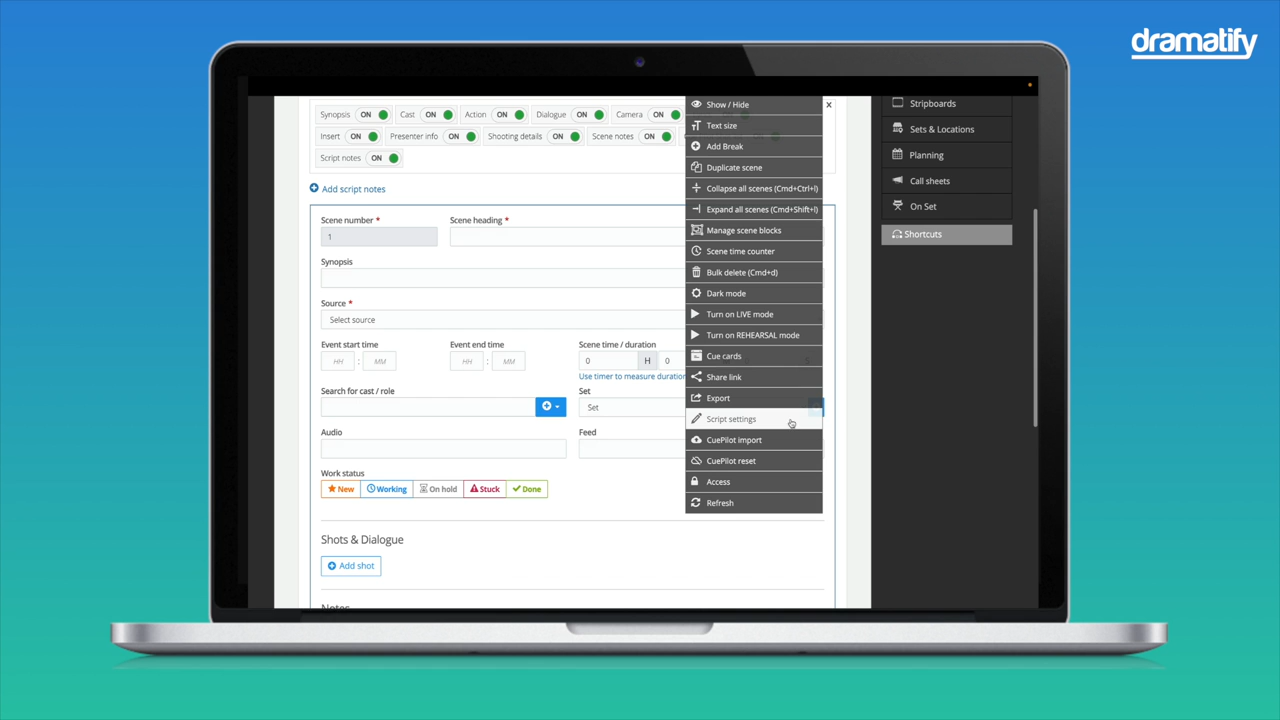 dramatify
Synopsis ON Cast ON Action ON Dialogue ON Camera ON
Insert ON Presenter info ON Shooting details ON Scene notes ON
Script notes ON
Add script notes
Scene number * Scene heading *
1
Synopsis
Source *
Select source
Event start time Event end time Scene time / duration
HH : MM HH : MM 0 H 0
Use timer to measure duration
Search for cast / role Set
Set
Audio Feed
Work status
New Working On hold Stuck Done
Shots & Dialogue
Add shot
Notes
Show / Hide
x
Text size
Add Break
Duplicate scene
Collapse all scenes (Cmd+Ctrl+l)
Expand all scenes (Cmd+Shift+l)
Manage scene blocks
Scene time counter
Bulk delete (Cmd+d)
Dark mode
Turn on LIVE mode
Turn on REHEARSAL mode
Cue cards
Share link
Export
Script settings
CuePilot import
CuePilot reset
Access
Refresh
Stripboards
Sets & Locations
Planning
Call sheets
On Set
Shortcuts